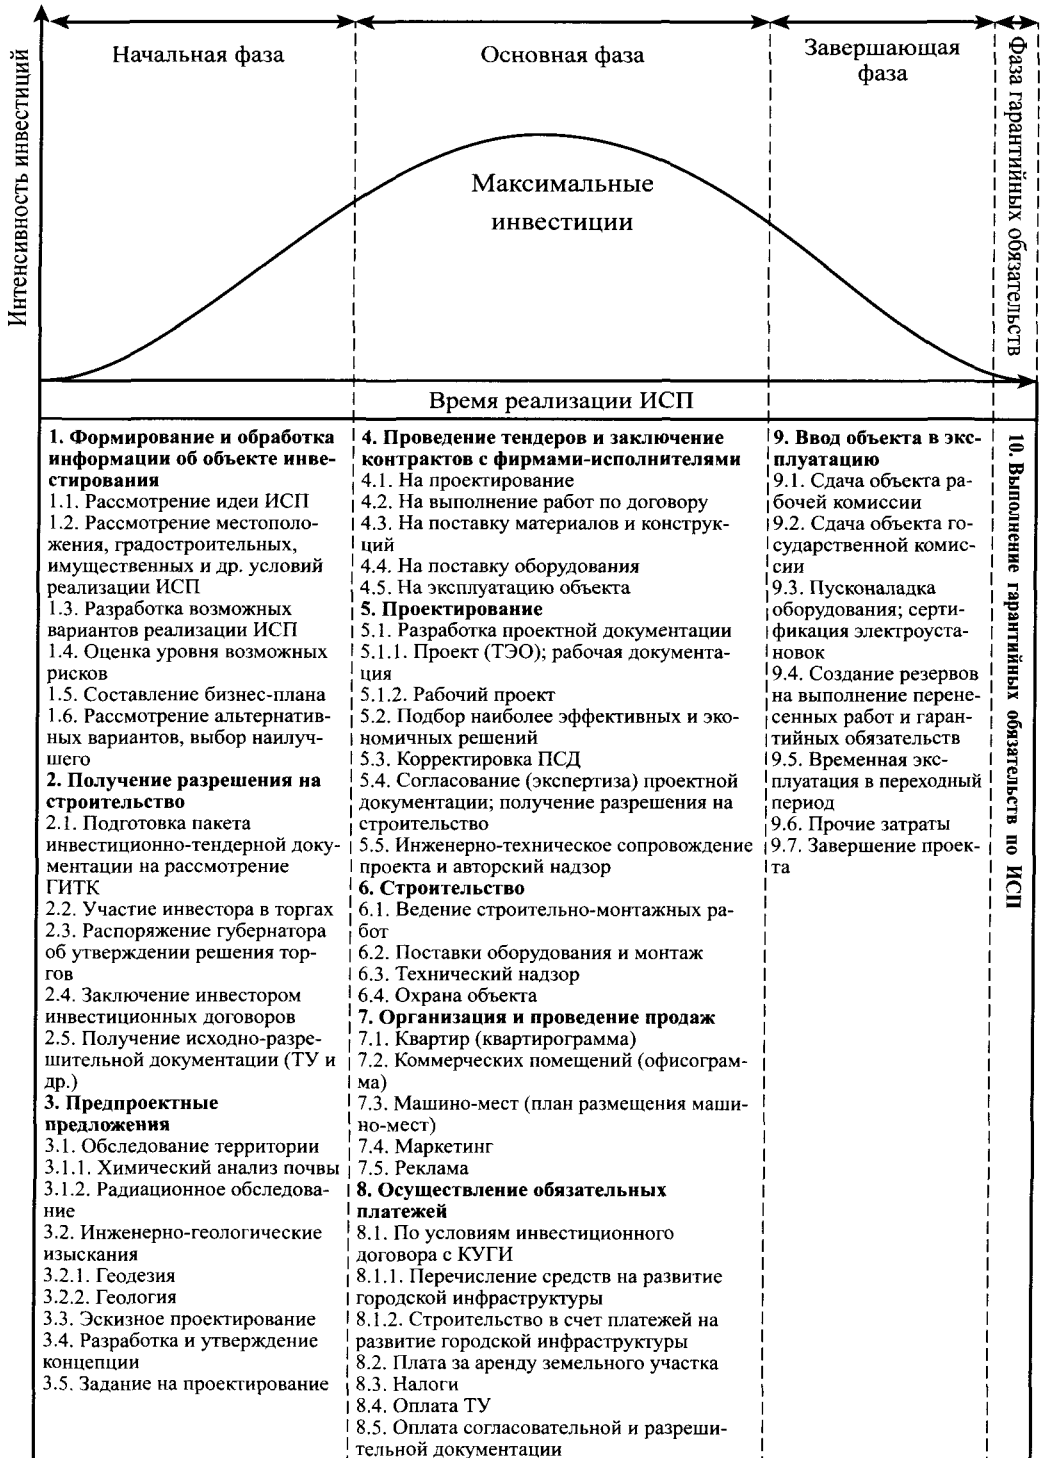 Начальная фаза
Основная фаза
Завершающая
фаза
Фаза гарантийных обязательств
Интенсивность инвестиций
Максимальные
инвестиции
Время реализации ИСП
1. Формирование и обработка
информации об объекте инве-
стирования
1.1. Рассмотрение идеи ИСП
1.2. Рассмотрение местополо-
жения, градостроительных,
имущественных и др. условий
реализации ИСП
1.3. Разработка возможных
вариантов реализации ИСП
1.4. Оценка уровня возможных
рисков
1.5. Составление бизнес-плана
1.6. Рассмотрение альтернатив-
ных вариантов, выбор наилуч-
шего
2. Получение разрешения на
строительство
2.1. Подготовка пакета
инвестиционно-тендерной доку-
ментации на рассмотрение
ГИТК
2.2. Участие инвестора в торгах
2.3. Распоряжение губернатора
об утверждении решения тор-
гов
2.4. Заключение инвестором
инвестиционных договоров
2.5. Получение исходно-разре-
шительной документации (ТУ и
др.)
3. Предпроектные
предложения
3.1. Обследование территории
3.1.1. Химический анализ почвы
3.1.2. Радиационное обследова-
ние
3.2. Инженерно-геологические
изыскания
3.2.1. Геодезия
3.2.2. Геология
3.3. Эскизное проектирование
3.4. Разработка и утверждение
концепции
3.5. Задание на проектирование
4. Проведение тендеров и заключение
контрактов с фирмами-исполнителями
4.1. На проектирование
4.2. На выполнение работ по договору
4.3. На поставку материалов и конструк-
ций
4.4. На поставку оборудования
4.5. На эксплуатацию объекта
5. Проектирование
5.1. Разработка проектной документации
5.1.1. Проект (ТЭО); рабочая документа-
ция
5.1.2. Рабочий проект
5.2. Подбор наиболее эффективных и эко-
номичных решений
5.3. Корректировка ПСД
5.4. Согласование (экспертиза) проектной
документации; получение разрешения на
строительство
5.5. Инженерно-техническое сопровождение
проекта и авторский надзор
6. Строительство
6.1. Ведение строительно-монтажных ра-
бот
6.2. Поставки оборудования и монтаж
6.3. Технический надзор
6.4. Охрана объекта
7. Организация и проведение продаж
7.1. Квартир (квартирограмма)
7.2. Коммерческих помещений (офисограм-
ма)
7.3. Машино-мест (план размещения маши-
но-мест)
7.4. Маркетинг
7.5. Реклама
8. Осуществление обязательных
платежей
8.1. По условиям инвестиционного
договора с КУГИ
8.1.1. Перечисление средств на развитие
городской инфраструктуры
8.1.2. Строительство в счет платежей на
развитие городской инфраструктуры
8.2. Плата за аренду земельного участка
8.3. Налоги
8.4. Оплата ТУ
8.5. Оплата согласовательной и разреши-
тельной документации
9. Ввод объекта в экс-
плуатацию
9.1. Сдача объекта ра-
бочей комиссии
9.2. Сдача объекта го-
сударственной комис-
сии
9.3. Пусконаладка
оборудования; серти-
фикация электроуста-
новок
9.4. Создание резервов
на выполнение перене-
сенных работ и гаран-
тийных обязательств
9.5. Временная экс-
плуатация в переходный
период
9.6. Прочие затраты
9.7. Завершение проек-
та
10. Выполнение гарантийных обязательств по ИСП